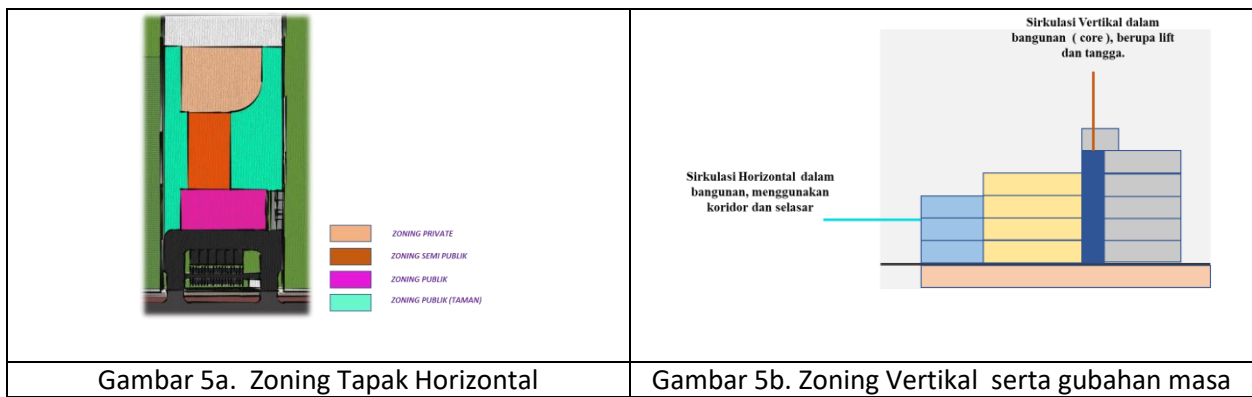 ZONING PRIVATE
ZONING SEMI PUBLIK
ZONING PUBLIK
ZONING PUBLIK (TAMAN)
Gambar 5a. Zoning Tapak Horizontal
Sirkulasi Vertikal dalam
bangunan ( core ), berupa lift
dan tangga.
Sirkulasi Horizontal dalam
bangunan, menggunakan
koridor dan selasar
Gambar 5b. Zoning Vertikal serta gubahan masa